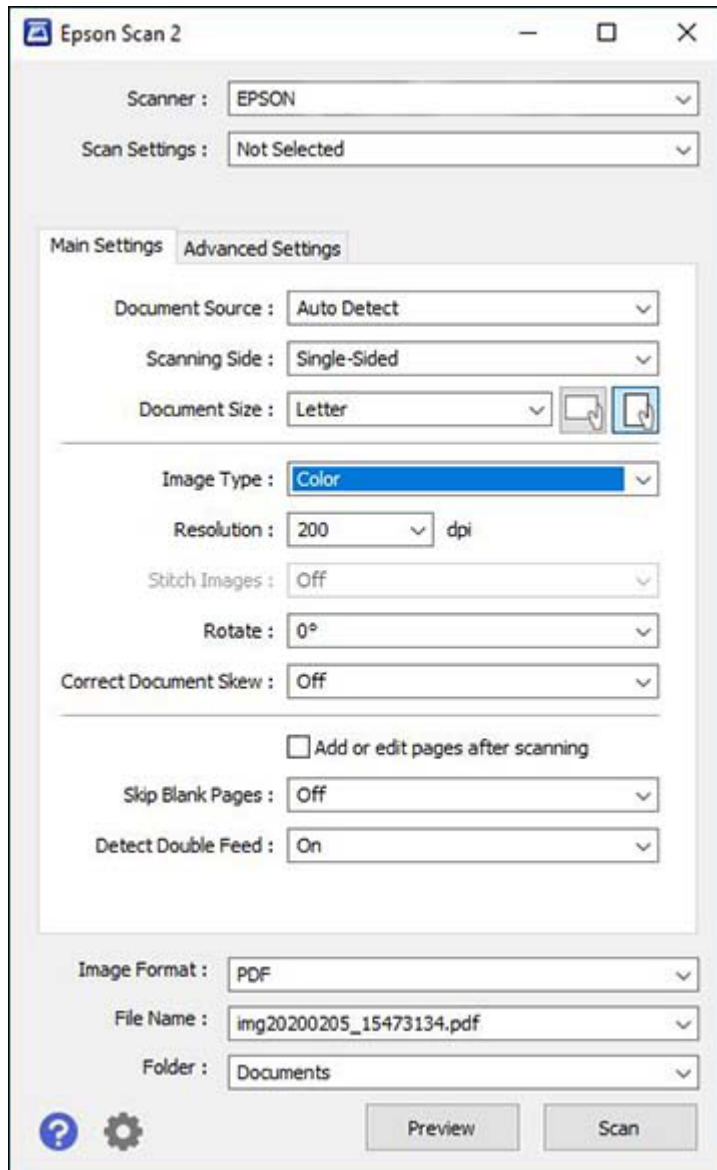 Epson Scan 2
Scanner : EPSON
Scan Settings : Not Selected
Main Settings Advanced Settings
Document Source : Auto Detect
Scanning Side : Single-Sided
Document Size : Letter
Image Type : Color
Resolution : 200 dpi
Stitch Images : Off
Rotate : 0°
Correct Document Skew : Off
Add or edit pages after scanning
Skip Blank Pages : Off
Detect Double Feed : On
Image Format : PDF
File Name : img20200205_15473134.pdf
Folder : Documents
? Preview Scan